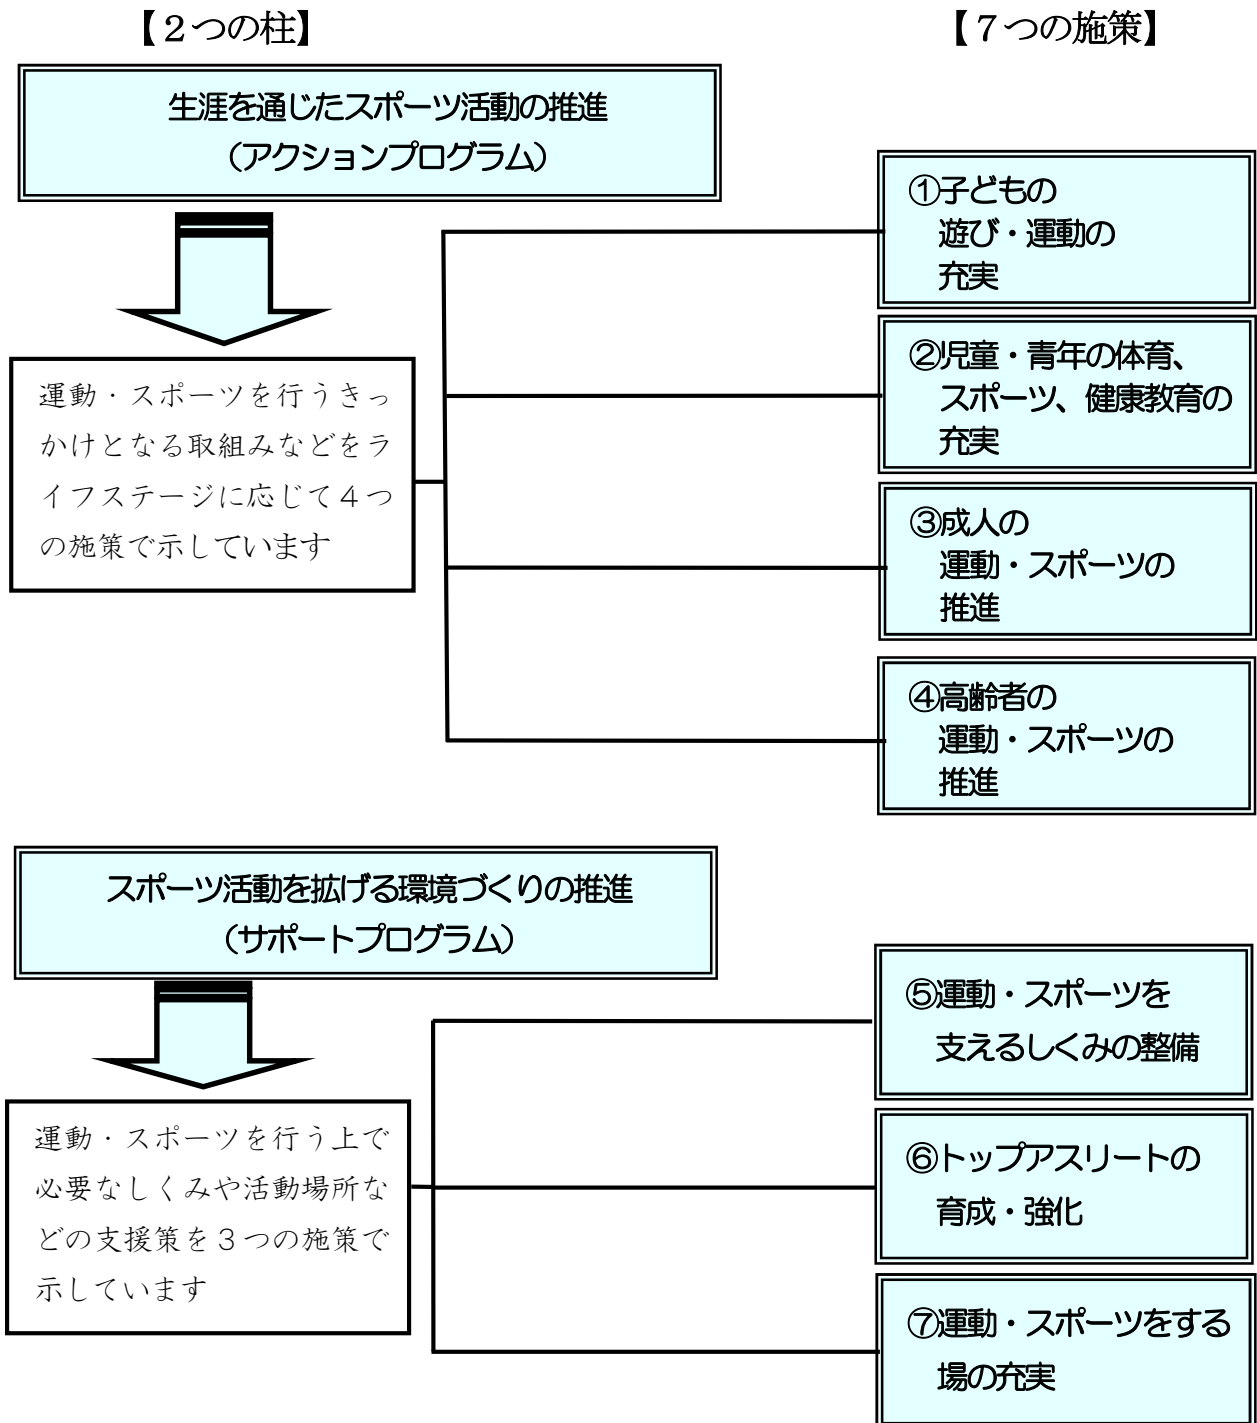 【２つの柱】
【７つの施策】
生涯を通じたスポーツ活動の推進
（アクションプログラム）
運動・スポーツを行うきっ
かけとなる取組みなどをラ
イフステージに応じて４つ
の施策で示しています
①子どもの
遊び・運動の
充実
②児童・青年の体育、
スポーツ、健康教育の
充実
③成人の
運動・スポーツの
推進
④高齢者の
運動・スポーツの
推進
スポーツ活動を拡げる環境づくりの推進
（サポートプログラム）
運動・スポーツを行う上で
必要なしくみや活動場所な
どの支援策を３つの施策で
示しています
⑤運動・スポーツを
支えるしくみの整備
⑥トップアスリートの
育成・強化
⑦運動・スポーツをする
場の充実